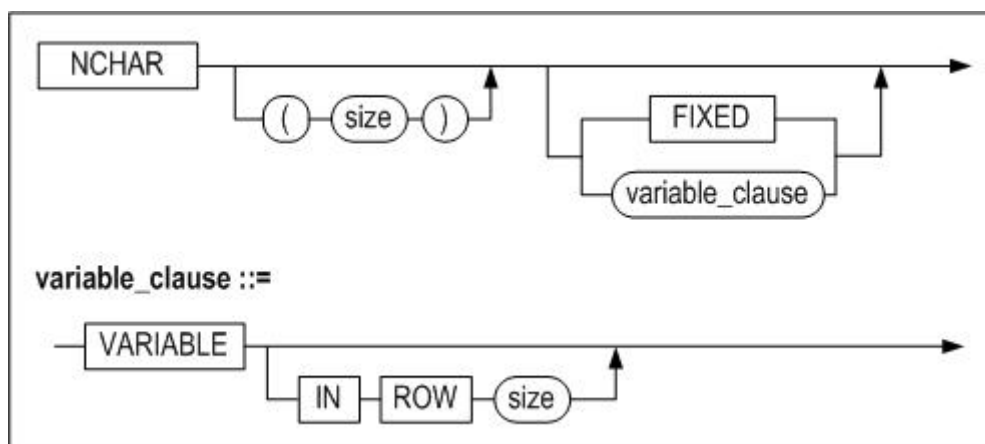 NCHAR
( size )
FIXED
variable_clause
variable_clause ::=
VARIABLE
IN ROW size